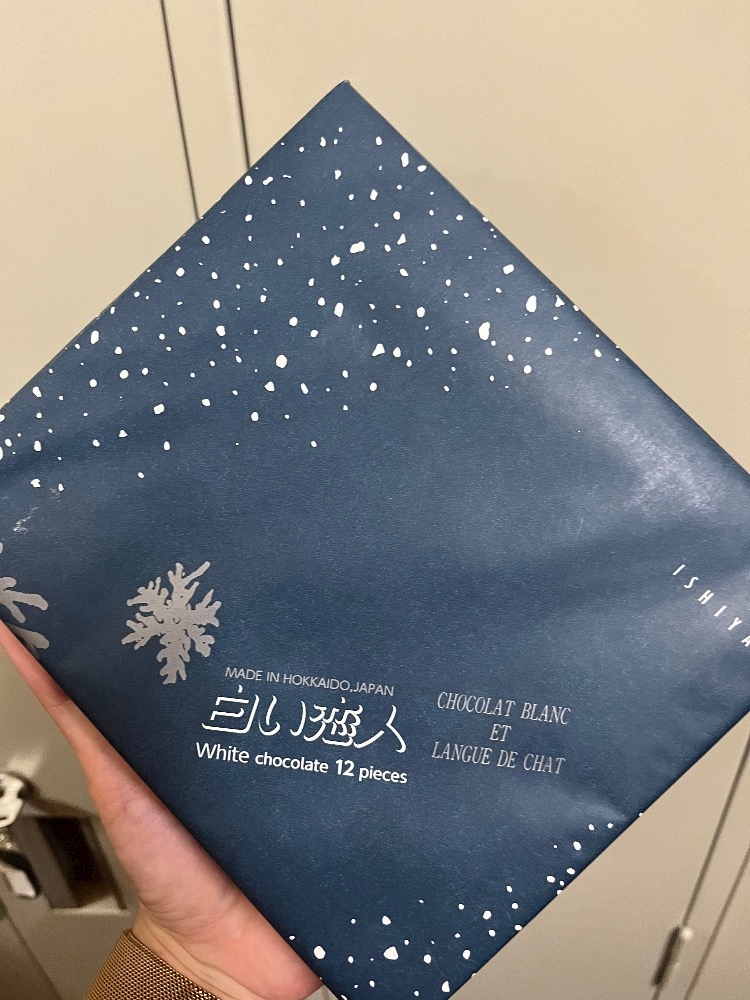 MADE IN HOKKAIDO,JAPAN
白い恋人
White chocolate 12 pieces
CHOCOLAT BLANC
ET
LANGUE DE CHAT
ISHIYA